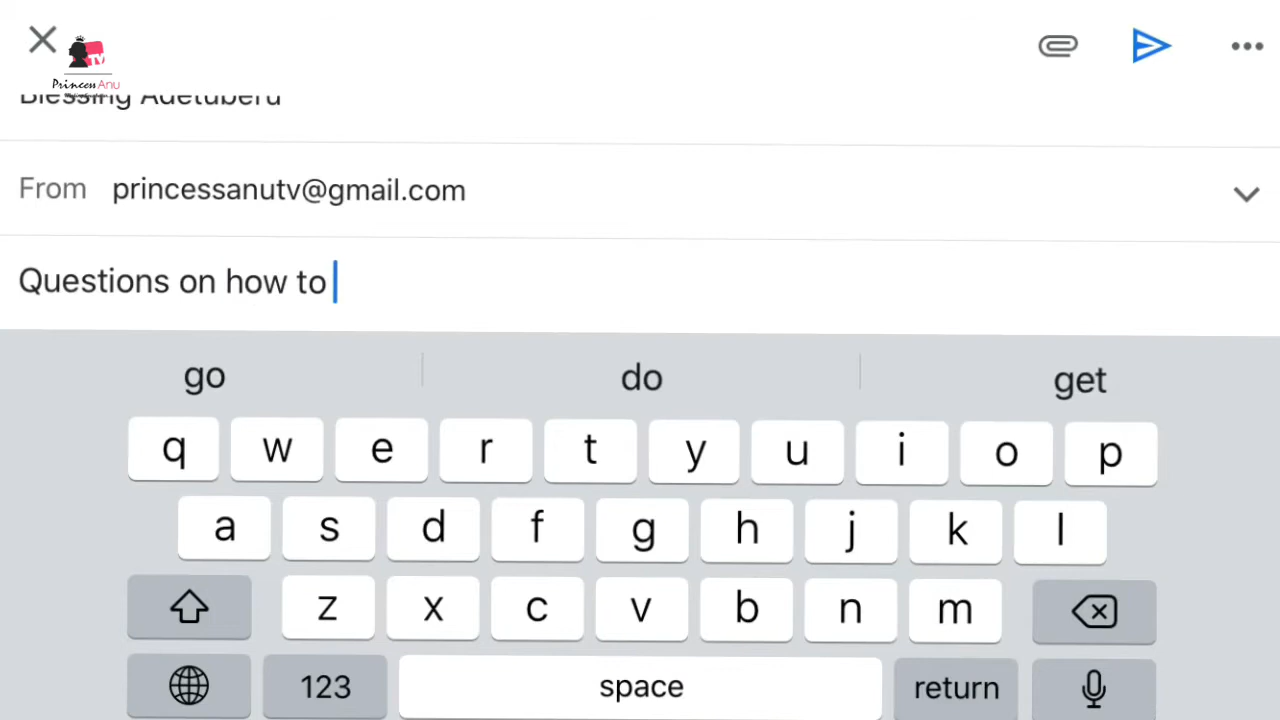 TV
Princess Anu
Blessing Adetuberu
From princessanutv@gmail.com
Questions on how to
go do get
q w e r t y u i o p
a s d f g h j k l
z x c v b n m
123 space return